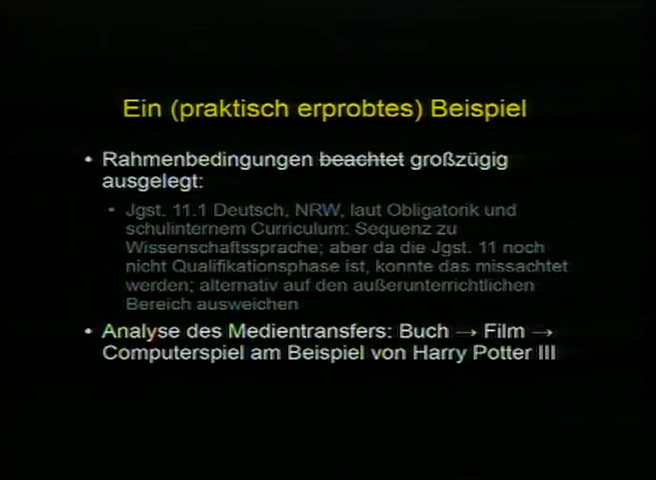 Ein (praktisch erprobtes) Beispiel
• Rahmenbedingungen beachtet großzügig
ausgelegt:
• Jgst. 11.1 Deutsch, NRW, laut Obligatorik und
schulinternem Curriculum: Sequenz zu
Wissenschaftssprache; aber da die Jgst. 11 noch
nicht Qualifikationsphase ist, konnte das missachtet
werden; alternativ auf den außerunterrichtlichen
Bereich ausweichen
• Analyse des Medientransfers: Buch → Film →
Computerspiel am Beispiel von Harry Potter III